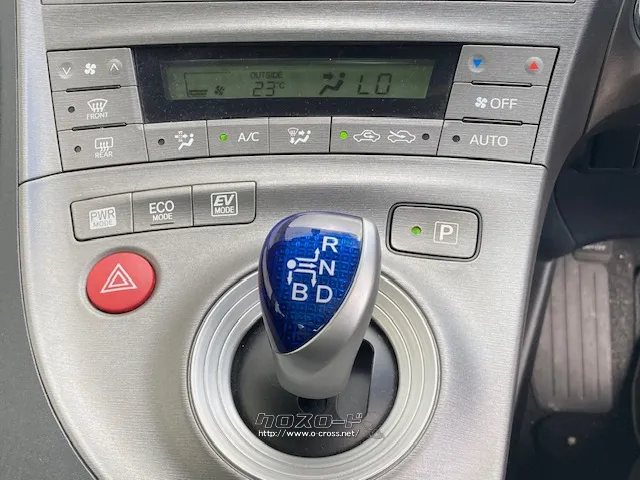 OUTSIDE
23°C
LO
OFF
FRONT
REAR
A/C
AUTO
PWR
MODE
ECO
MODE
EV
MODE
P
R
N
B D
クロスロード
http://www.o-cross.net/